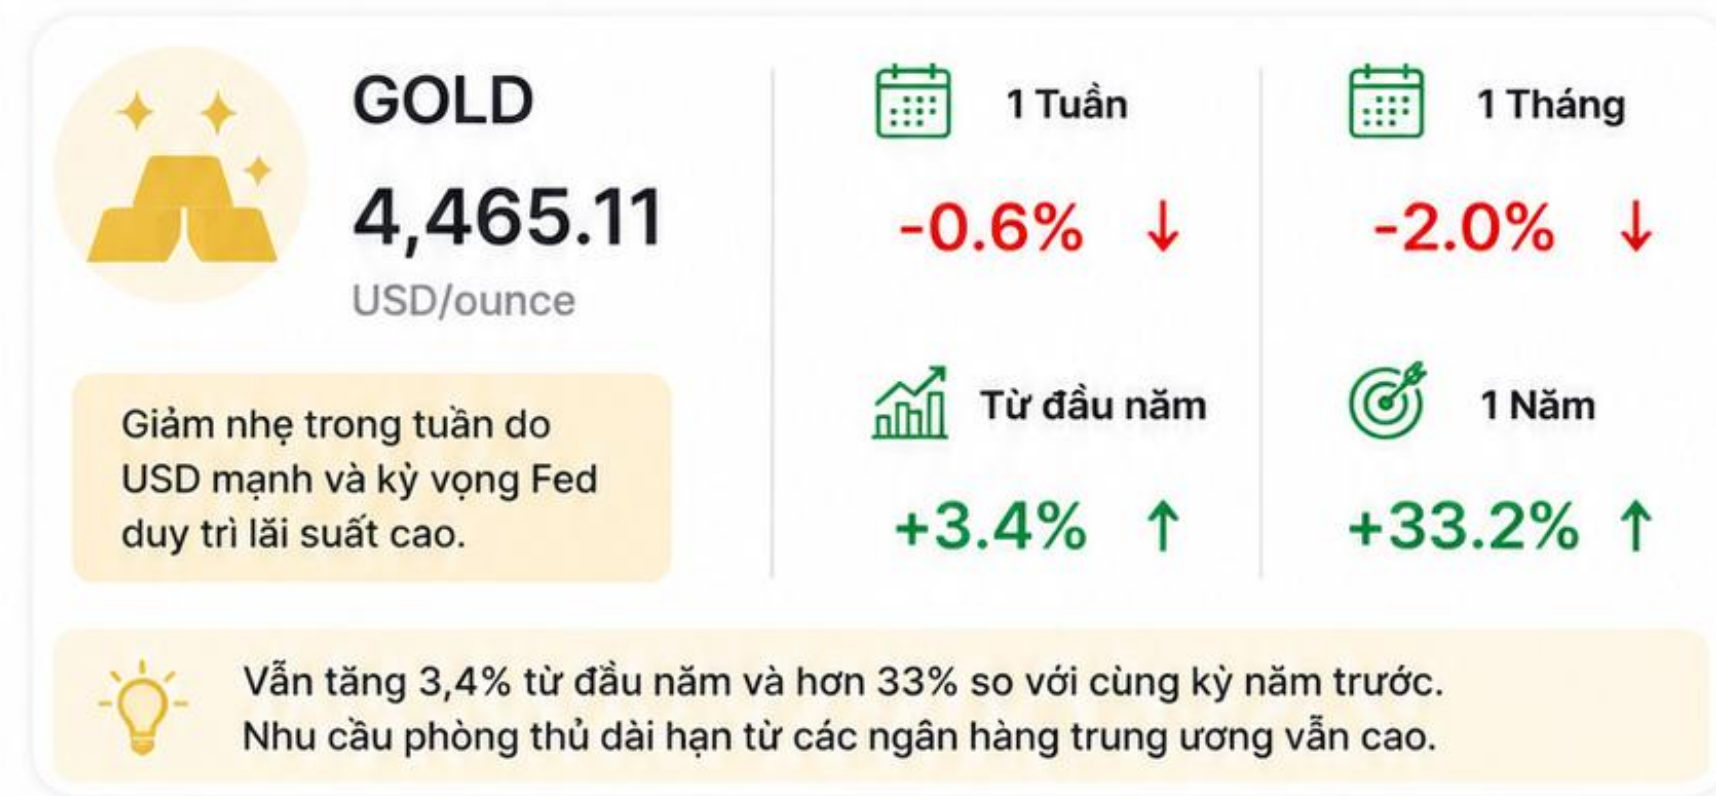 GOLD
4,465.11
USD/ounce
Giảm nhẹ trong tuần do
USD mạnh và kỳ vọng Fed
duy trì lãi suất cao.
1 Tuần
-0.6% ↓
1 Tháng
-2.0% ↓
Từ đầu năm
+3.4% ↑
1 Năm
+33.2% ↑
Vẫn tăng 3,4% từ đầu năm và hơn 33% so với cùng kỳ năm trước.
Nhu cầu phòng thủ dài hạn từ các ngân hàng trung ương vẫn cao.